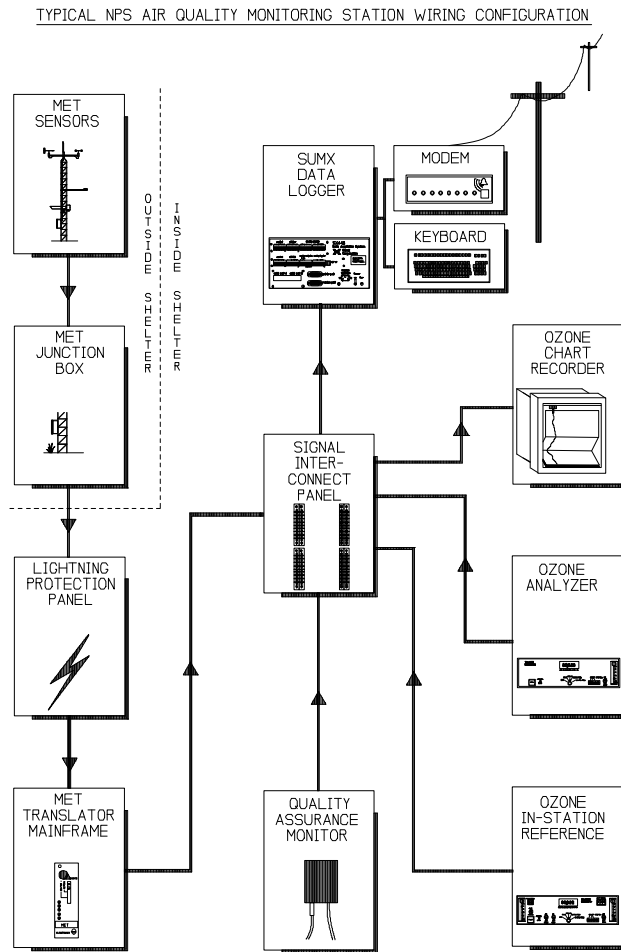 TYPICAL NPS AIR QUALITY MONITORING STATION WIRING CONFIGURATION
MET
SENSORS
OUTSIDE SHELTER
INSIDE SHELTER
SUMX
DATA
LOGGER
MODEM
KEYBOARD
MET
JUNCTION
BOX
OZONE
CHART
RECORDER
SIGNAL
INTER-
CONNECT
PANEL
LIGHTNING
PROTECTION
PANEL
OZONE
ANALYZER
MET
TRANSLATOR
MAINFRAME
MET
QUALITY
ASSURANCE
MONITOR
OZONE
IN-STATION
REFERENCE